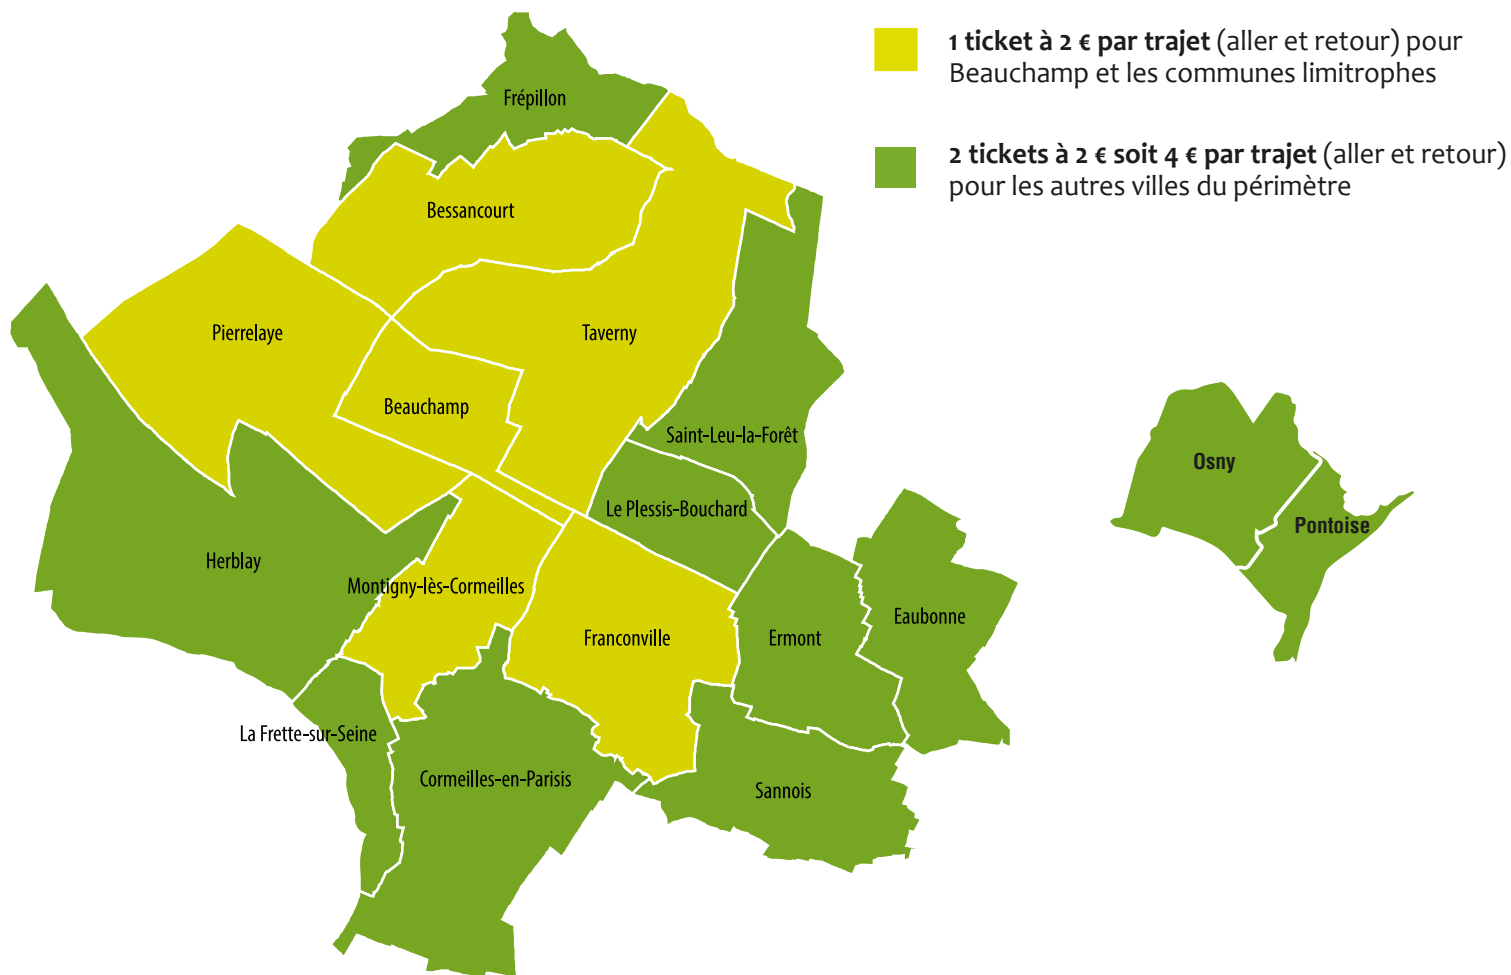 1 ticket à 2 € par trajet (aller et retour) pour
Beauchamp et les communes limitrophes
2 tickets à 2 € soit 4 € par trajet (aller et retour)
pour les autres villes du périmètre
Frépillon
Bessancourt
Pierrelaye
Taverny
Beauchamp
Saint-Leu-la-Forêt
Osny
Le Plessis-Bouchard
Pontoise
Herblay
Montigny-lès-Cormeilles
Eaubonne
Franconville
Ermont
La Frette-sur-Seine
Cormeilles-en-Parisis
Sannois